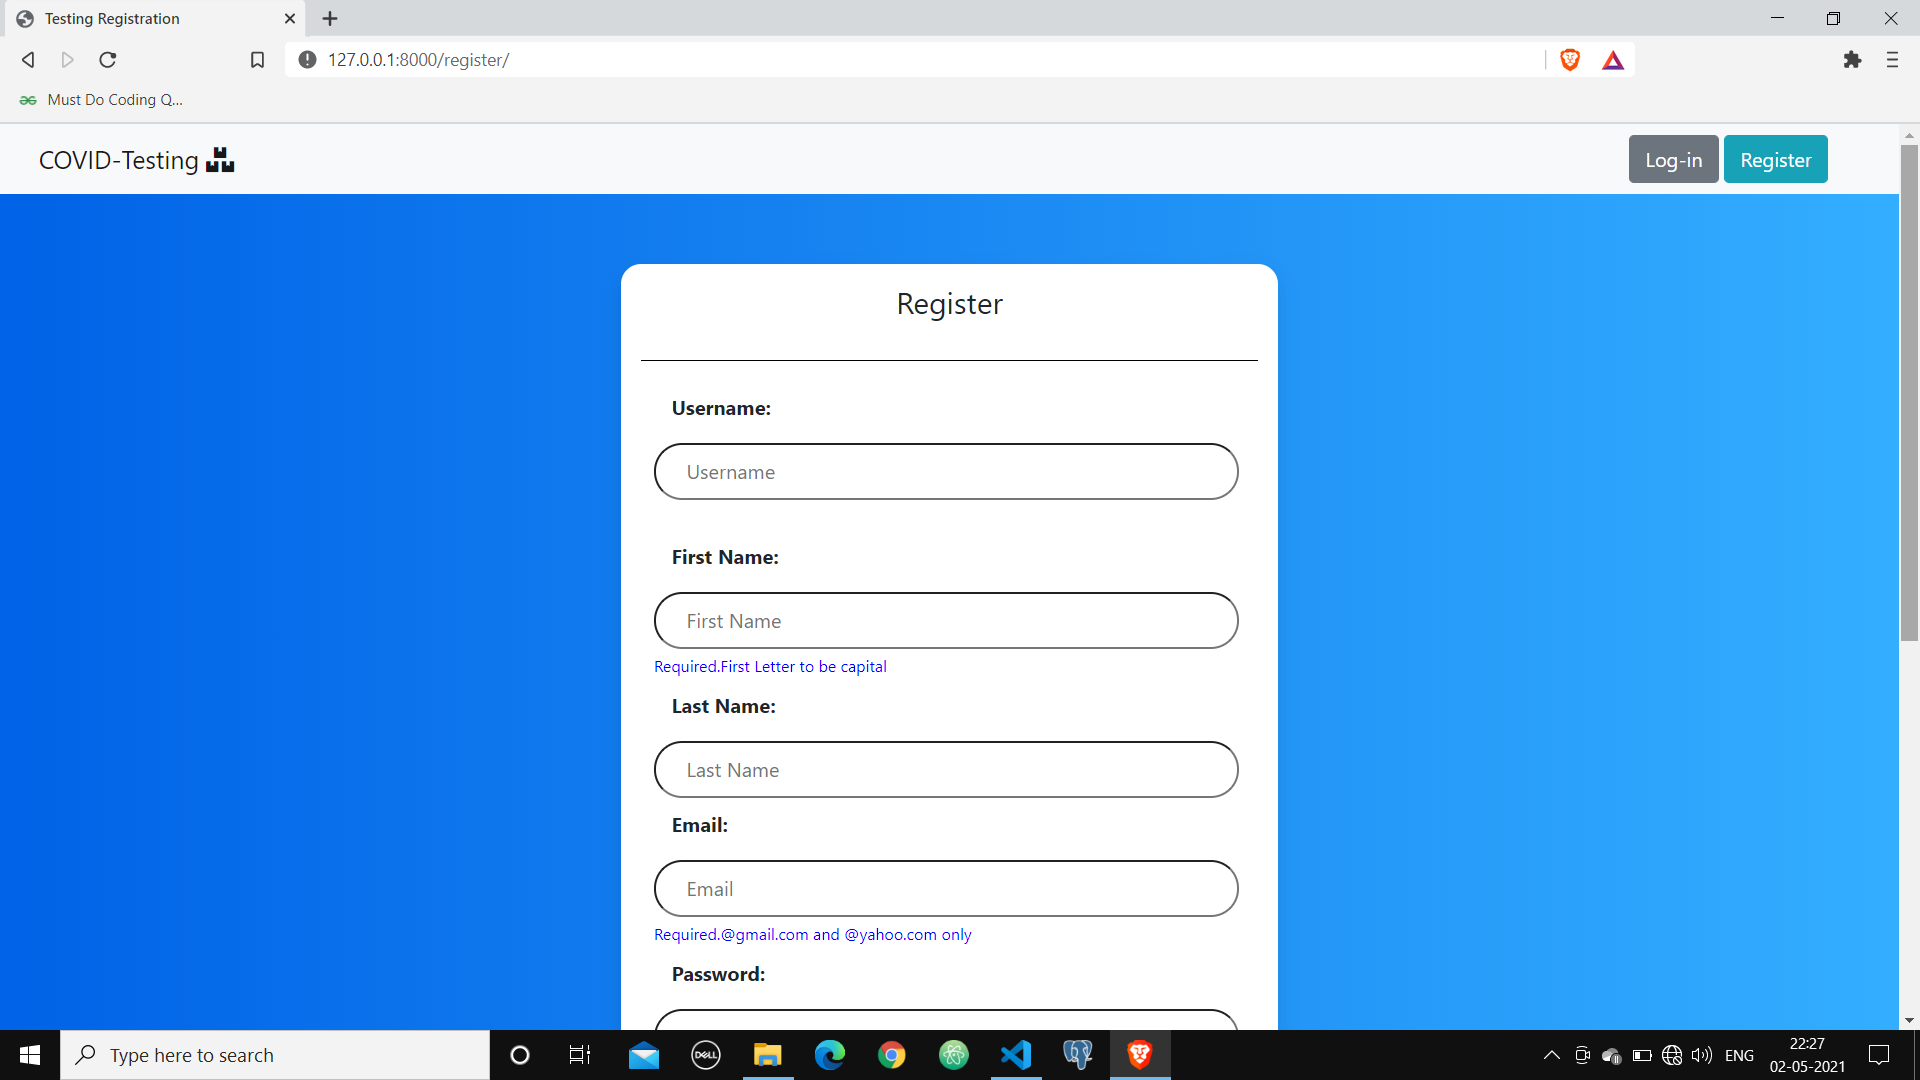 Testing Registration
127.0.0.1:8000/register/
Must Do Coding Q...
COVID-Testing
Log-in
Register
Register
Username:
Username
First Name:
First Name
Required.First Letter to be capital
Last Name:
Last Name
Email:
Email
Required.@gmail.com and @yahoo.com only
Password:
Type here to search
DELL
ENG
22:27
02-05-2021